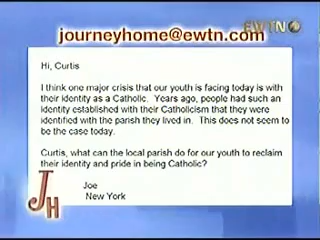 EWTN
journeyhome@ewtn.com
Hi, Curtis
I think one major crisis that our youth is facing today is with
their identity as a Catholic.  Years ago, people had such an
identity established with their Catholicism that they were
identified with the parish they lived in.  This does not seem to
be the case today.
Curtis, what can the local parish do for our youth to reclaim
their identity and pride in being Catholic?
Joe
New York
JH